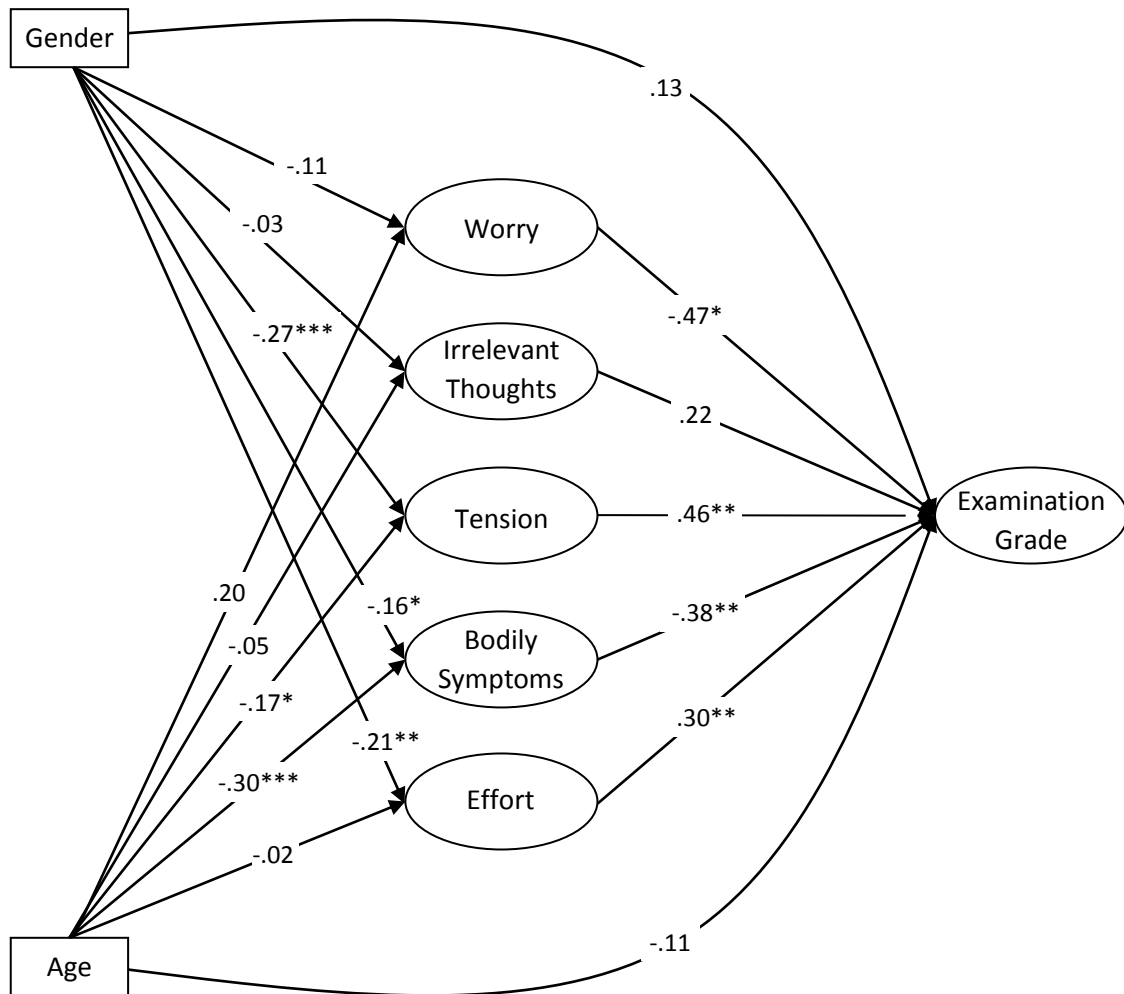 Gender
.13
-.11
Worry
-.03
-.47*
-.27***
Irrelevant
Thoughts
.22
Tension
.46**
Examination
Grade
.20
-.16*
-.38**
-.05
Bodily
Symptoms
-.17*
.30**
-.21**
-.30***
Effort
-.02
-.11
Age